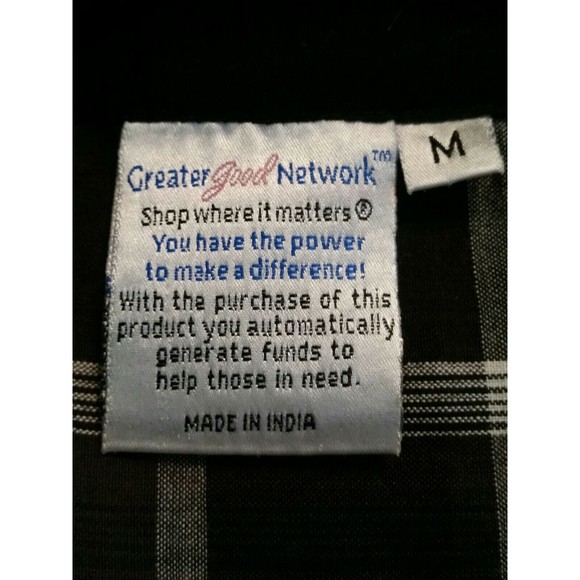 Greater good Network™
M
Shop where it matters®
You have the power
to make a difference!
With the purchase of this
product you automatically
generate funds to
help those in need.
MADE IN INDIA